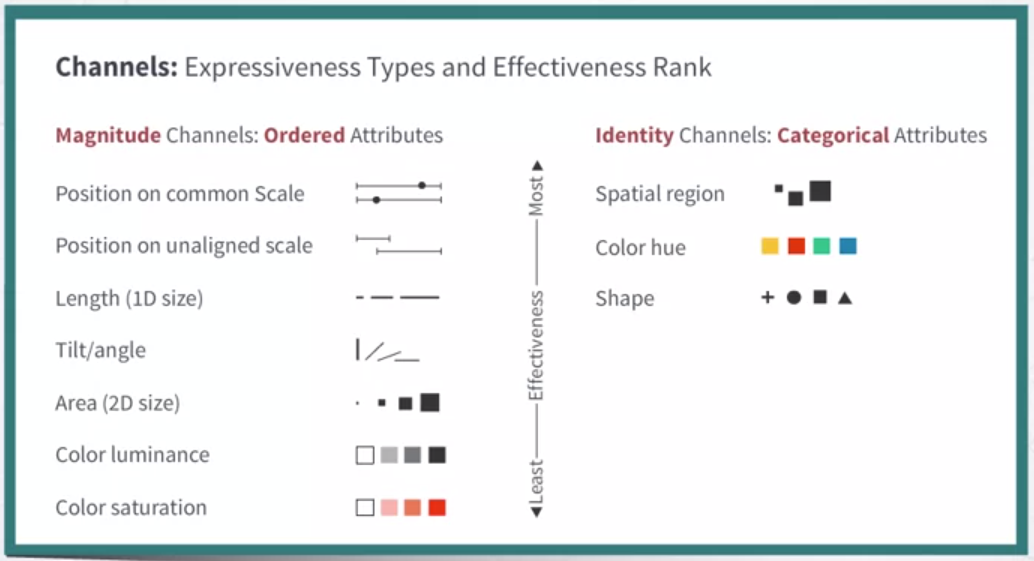 Channels: Expressiveness Types and Effectiveness Rank
Magnitude Channels: Ordered Attributes
Position on common Scale
Position on unaligned scale
Length (1D size)
Tilt/angle
Area (2D size)
Color luminance
Color saturation
Most
Effectiveness
Least
Identity Channels: Categorical Attributes
Spatial region
Color hue
Shape